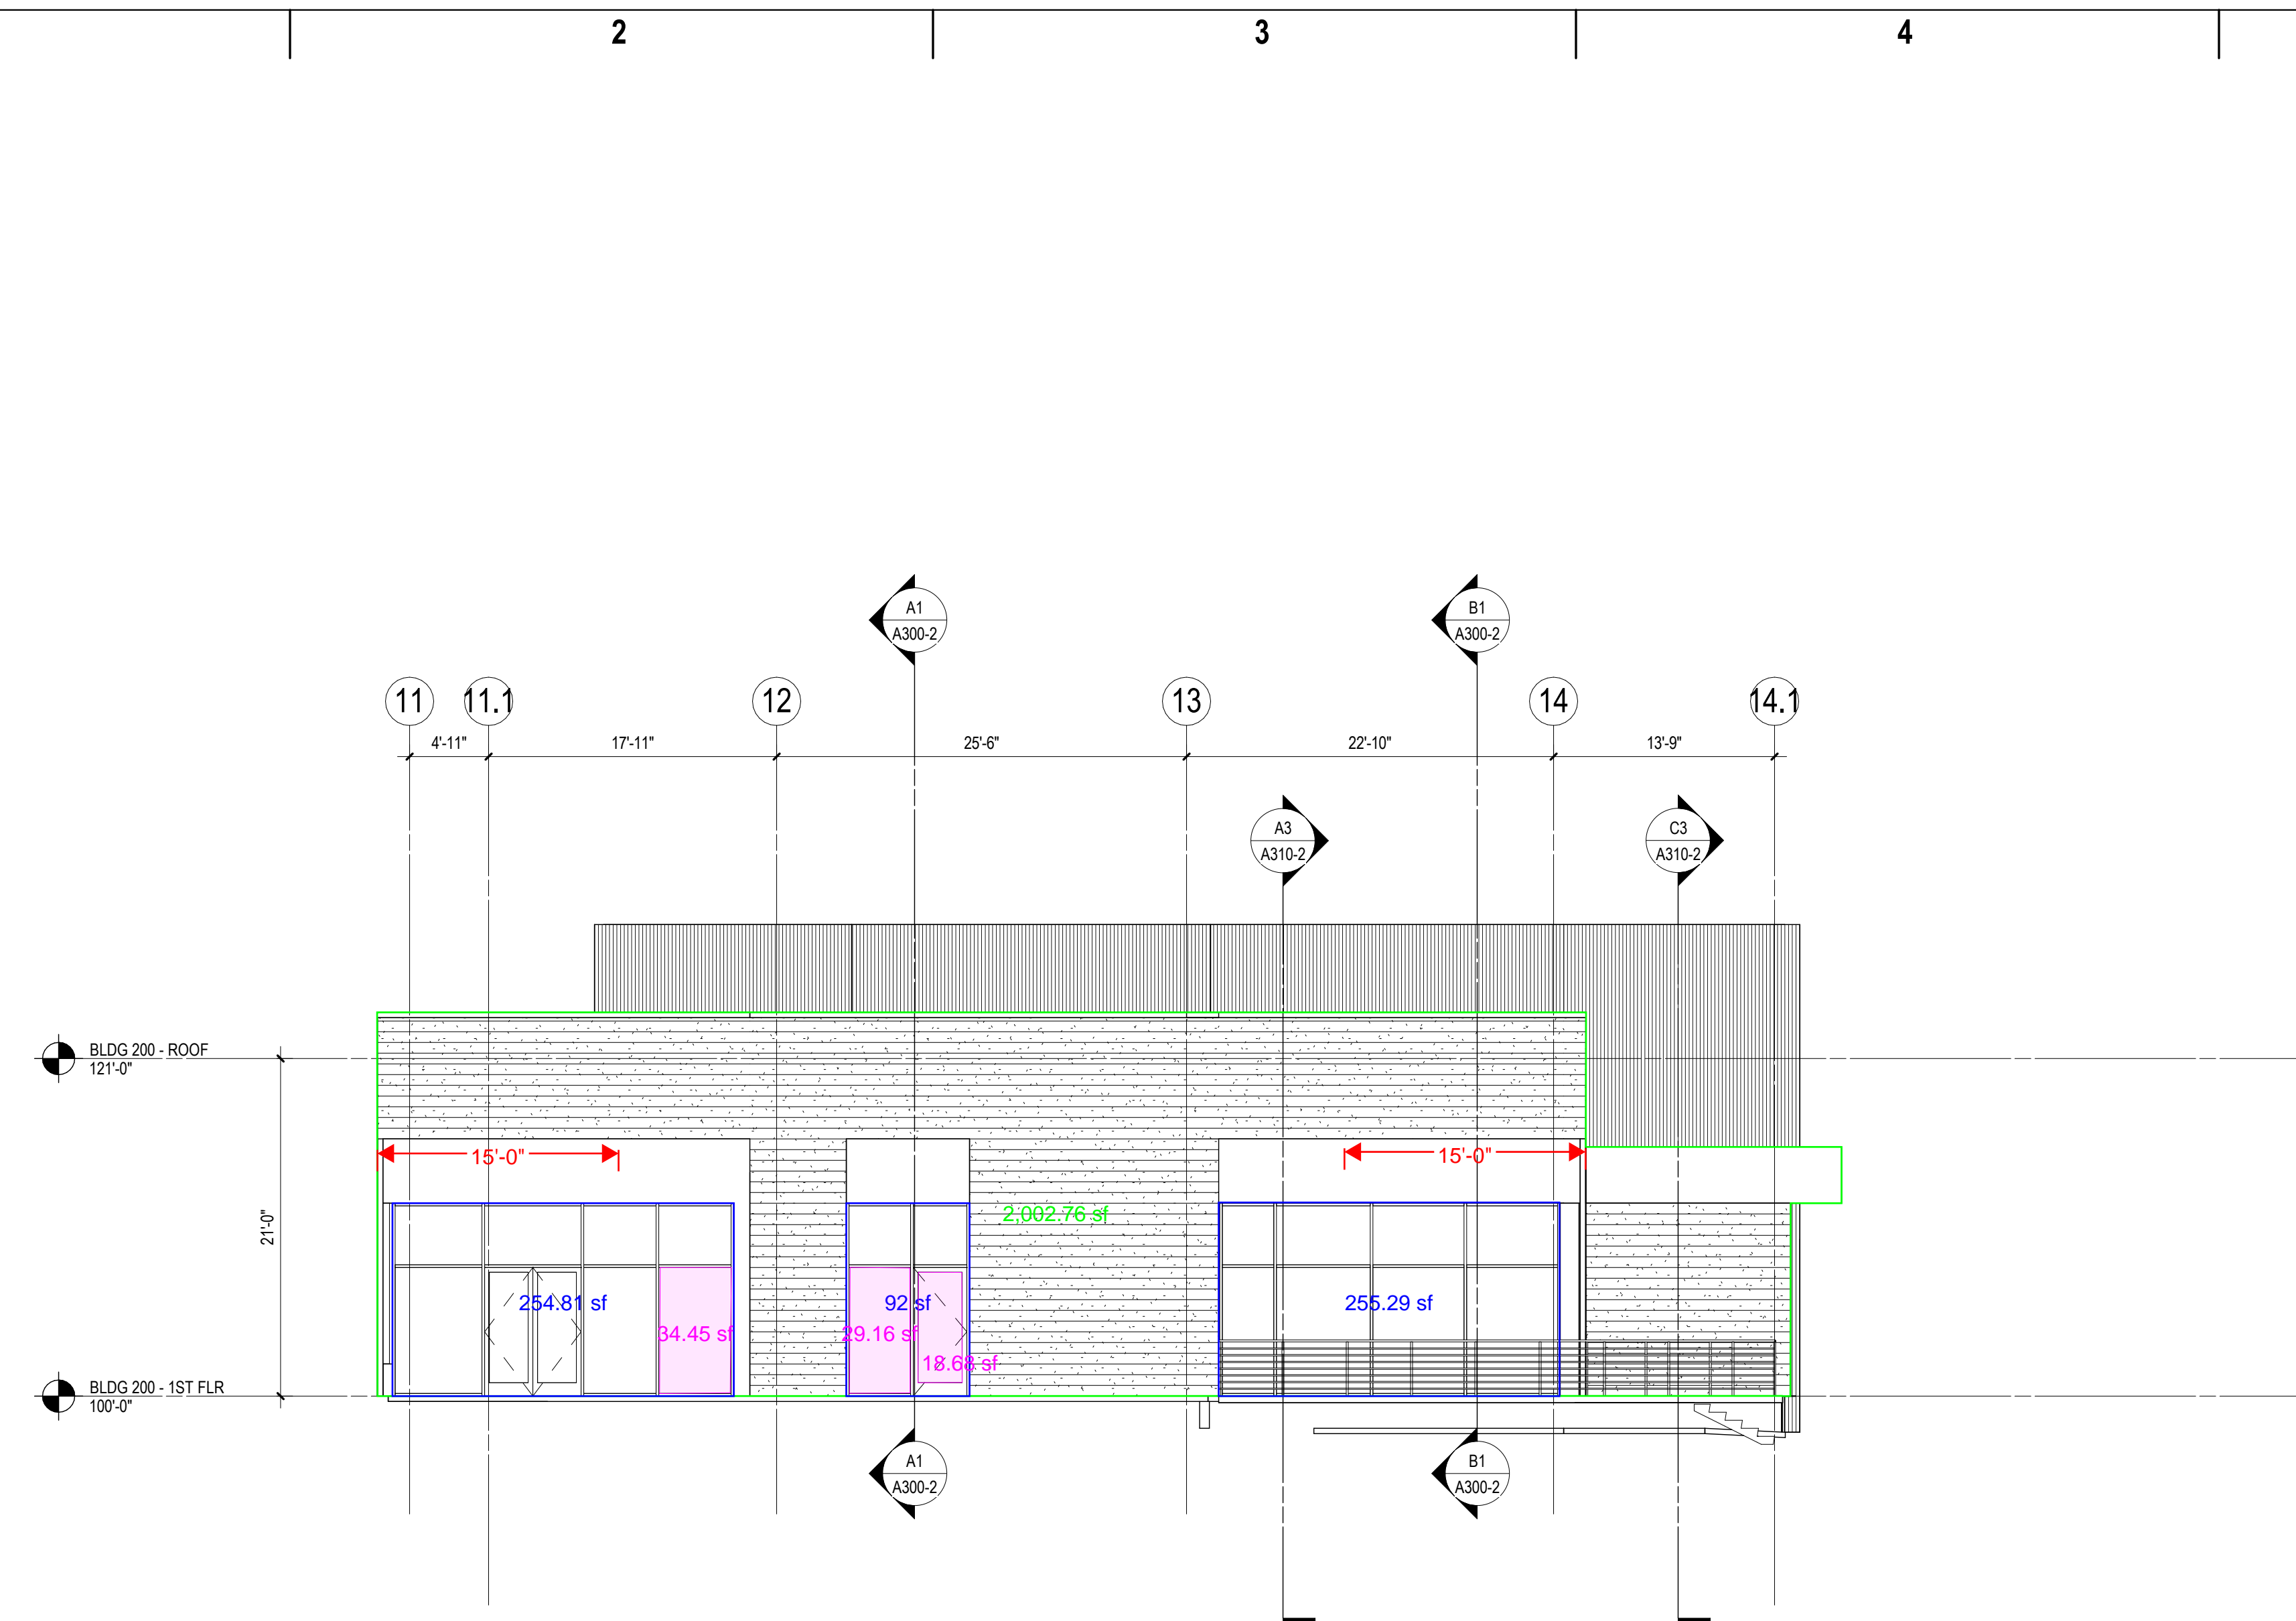 2 3 4
A1
A300-2
B1
A300-2
11 11.1 12 13 14 14.1
4'-11" 17'-11" 25'-6" 22'-10" 13'-9"
A3
A310-2
C3
A310-2
BLDG 200 - ROOF
121'-0"
15'-0" 15'-0"
21'-0"
2,002.76 sf
254.81 sf 92 sf 255.29 sf
34.45 sf 29.16 sf
18.68 sf
BLDG 200 - 1ST FLR
100'-0"
A1
A300-2
B1
A300-2